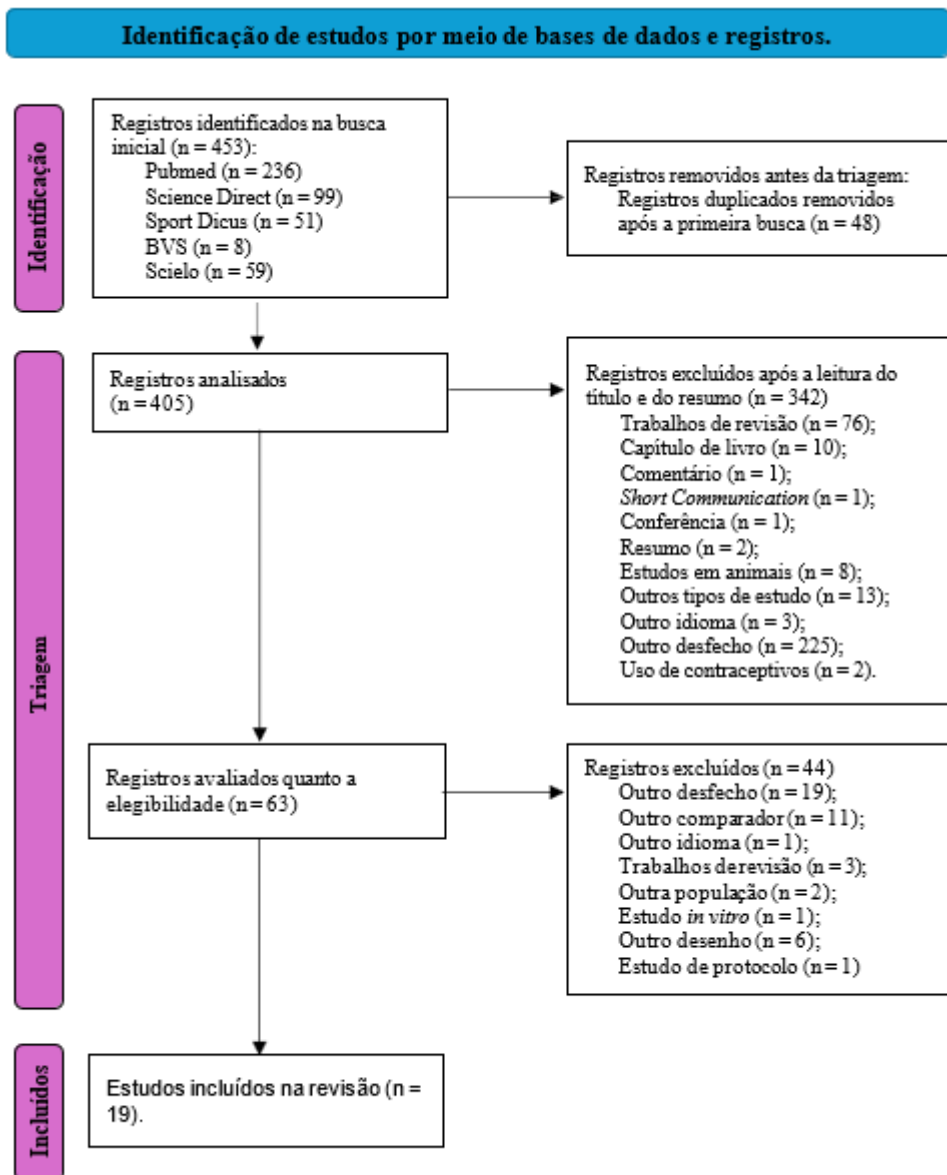 Identificação de estudos por meio de bases de dados e registros.
Identificação
Registros identificados na busca
inicial (n = 453):
Pubmed (n = 236)
Science Direct (n = 99)
Sport Dicus (n = 51)
BVS (n = 8)
Scielo (n = 59)
Registros removidos antes da triagem:
Registros duplicados removidos
após a primeira busca (n = 48)
Triagem
Registros analisados
(n = 405)
Registros excluídos após a leitura do
título e do resumo (n = 342)
Trabalhos de revisão (n = 76);
Capítulo de livro (n = 10);
Comentário (n = 1);
Short Communication (n = 1);
Conferência (n = 1);
Resumo (n = 2);
Estudos em animais (n = 8);
Outros tipos de estudo (n = 13);
Outro idioma (n = 3);
Outro desfecho (n = 225);
Uso de contraceptivos (n = 2).
Registros avaliados quanto a
elegibilidade (n = 63)
Registros excluídos (n = 44)
Outro desfecho (n = 19);
Outro comparador (n = 11);
Outro idioma (n = 1);
Trabalhos de revisão (n = 3);
Outra população (n = 2);
Estudo in vitro (n = 1);
Outro desenho (n = 6);
Estudo de protocolo (n = 1)
Incluídos
Estudos incluídos na revisão (n =
19).